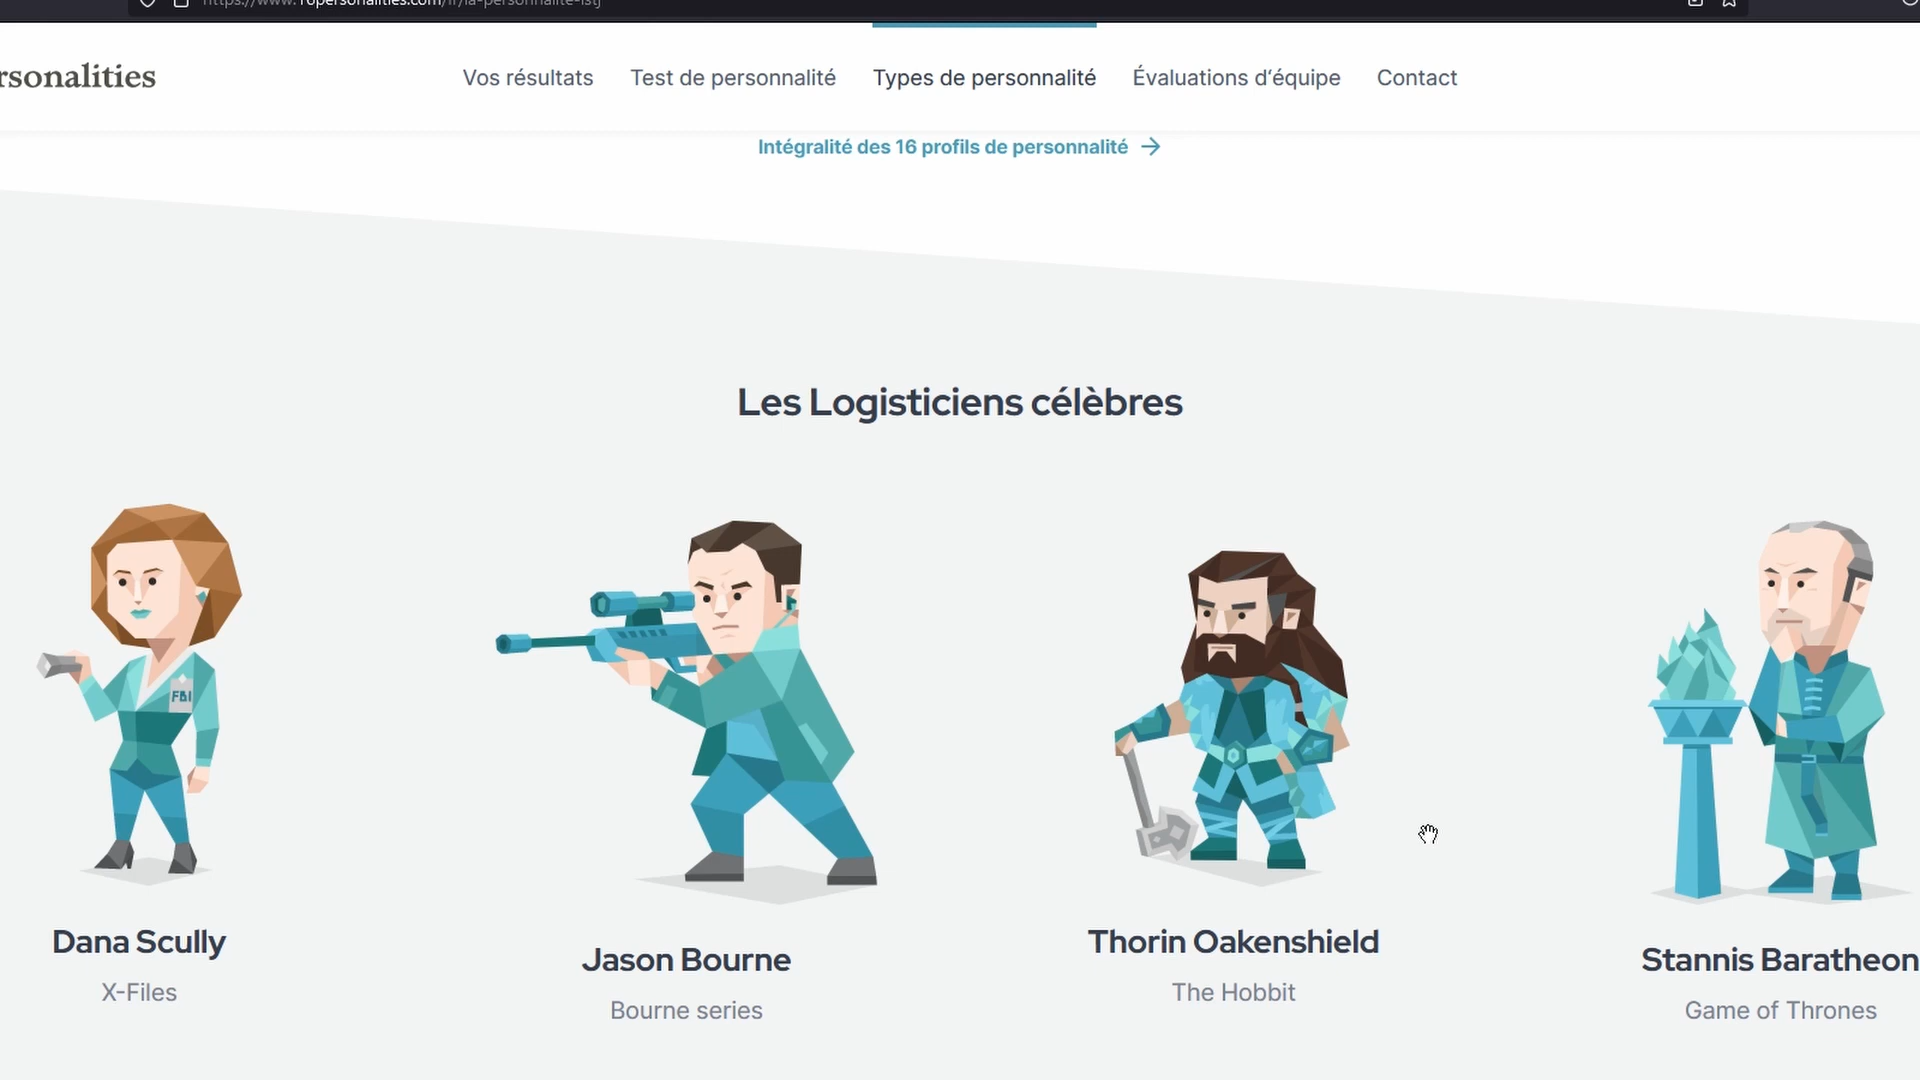 rsonalities
Vos résultats
Test de personnalité
Types de personnalité
Évaluations d'équipe
Contact
Intégralité des 16 profils de personnalité →
Les Logisticiens célèbres
FBI
Dana Scully
X-Files
Jason Bourne
Bourne series
Thorin Oakenshield
The Hobbit
Stannis Baratheon
Game of Thrones